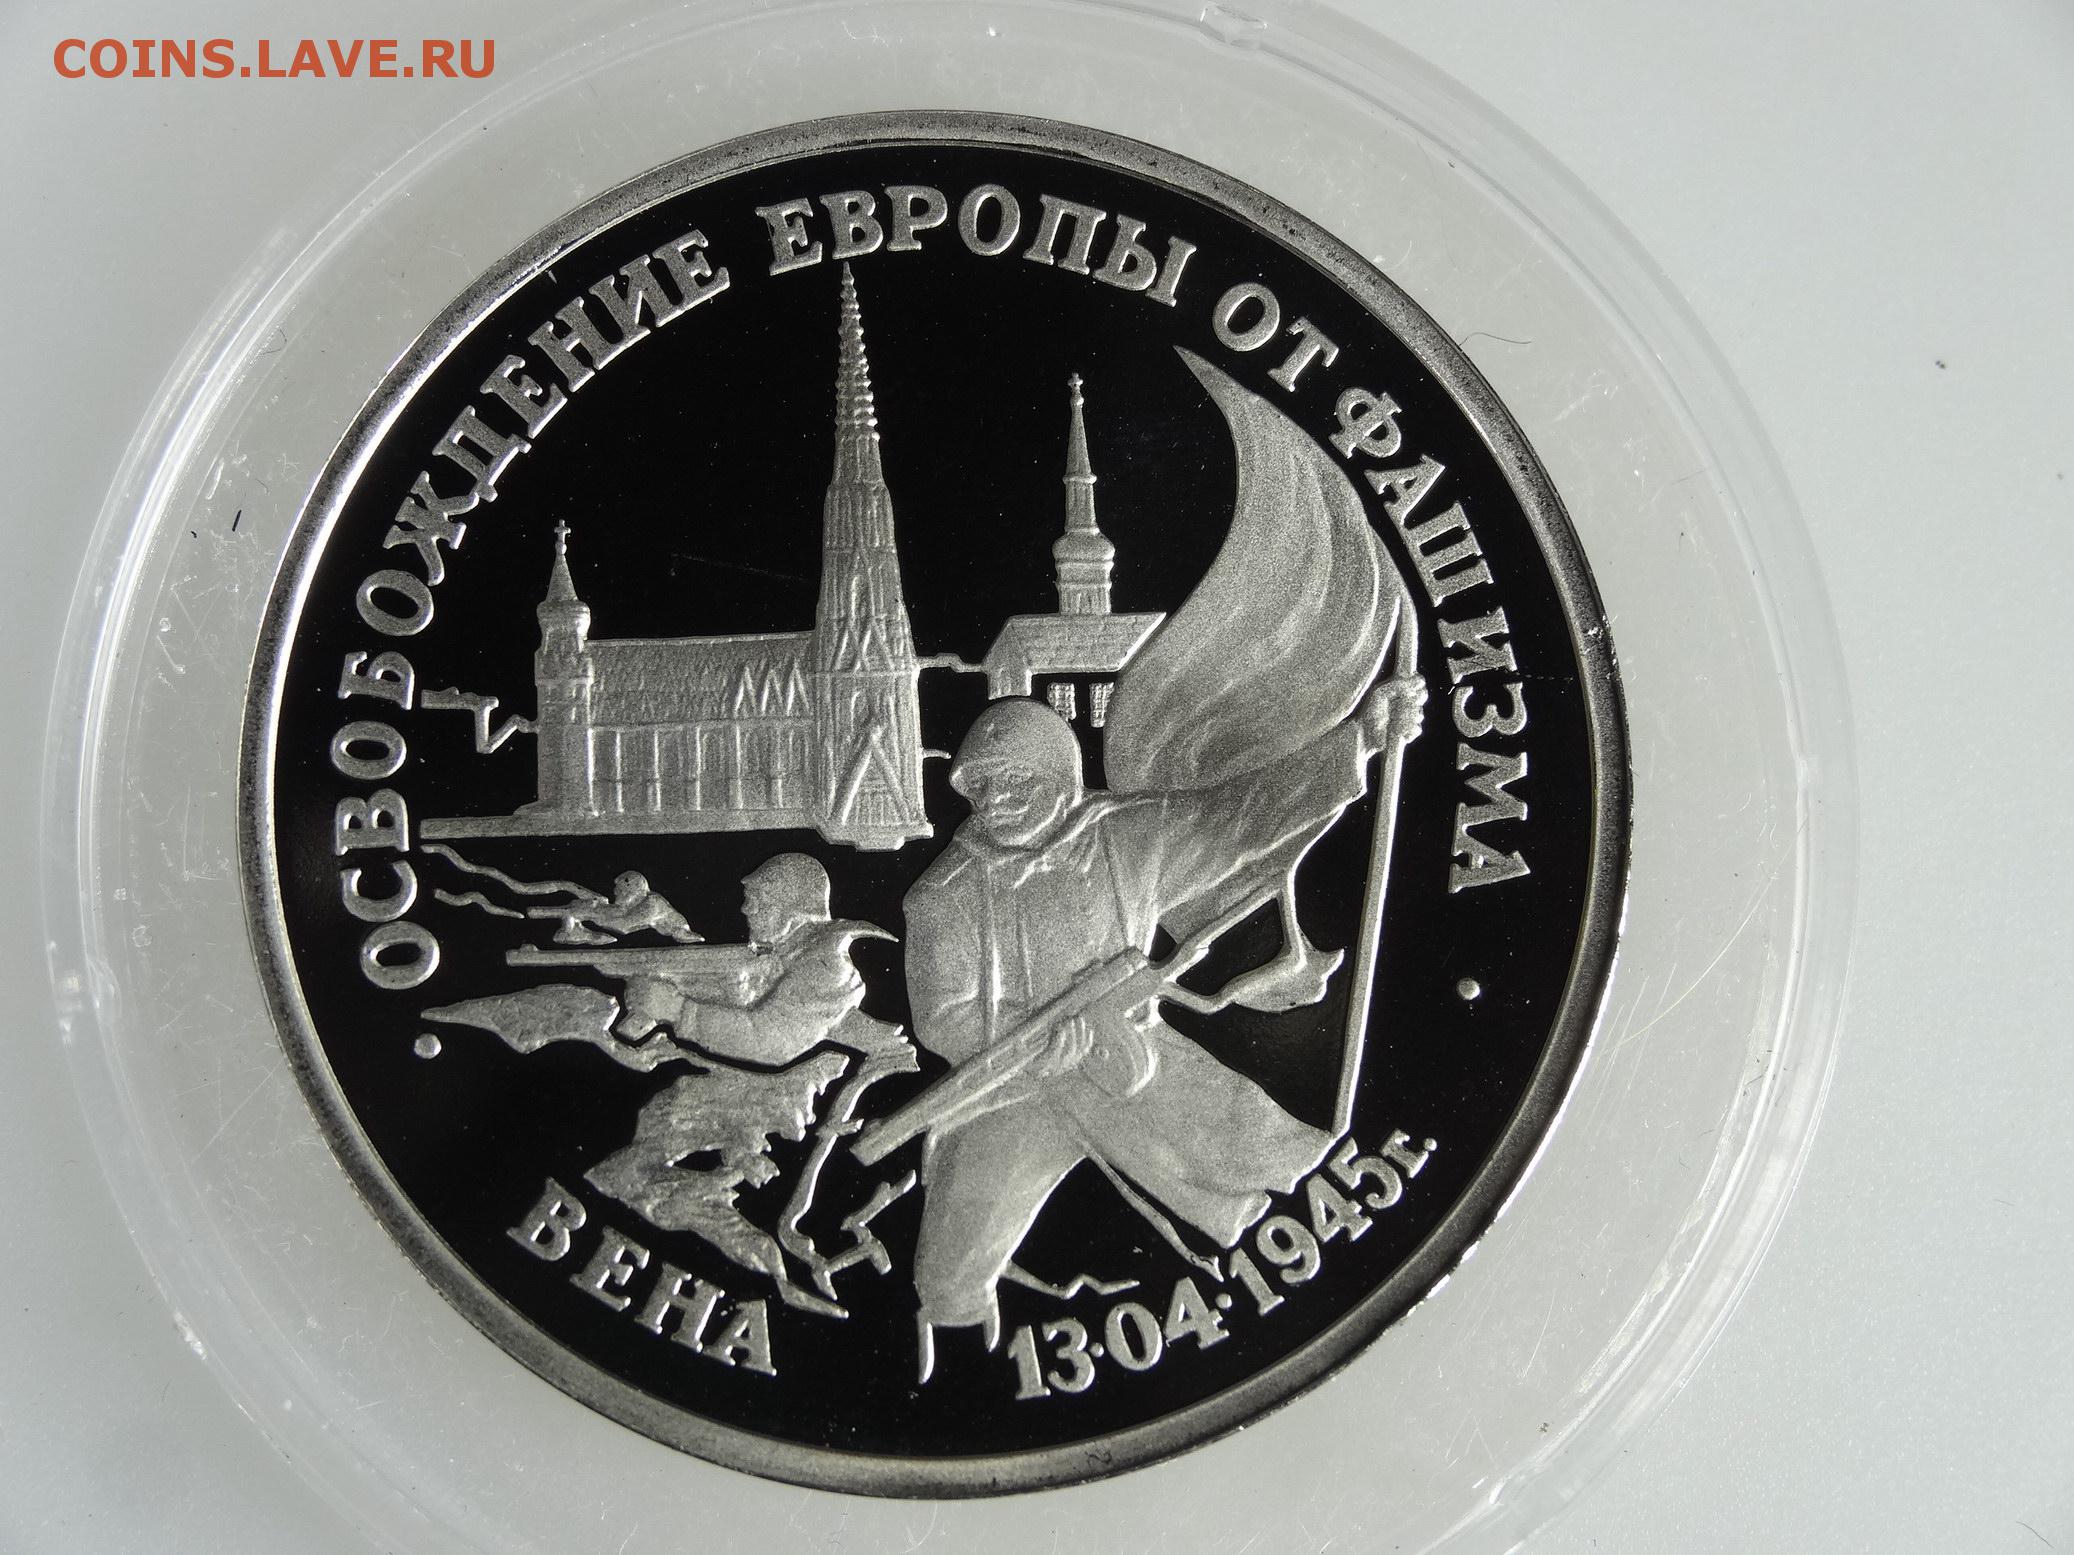 COINS.LAVE.RU
ОСВОБОЖДЕНИЕ ЕВРОПЫ ОТ ФАШИЗМА
ВЕНА
13·04·1945г.